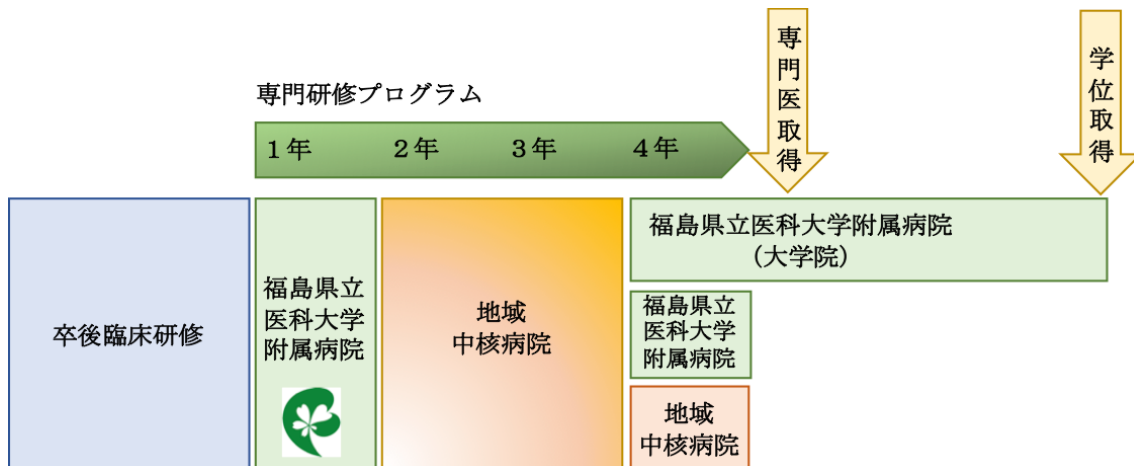 専門医取得
学位取得
専門研修プログラム
1年 2年 3年 4年
卒後臨床研修
福島県立
医科大学
附属病院
地域
中核病院
福島県立医科大学附属病院
（大学院）
福島県立
医科大学
附属病院
地域
中核病院